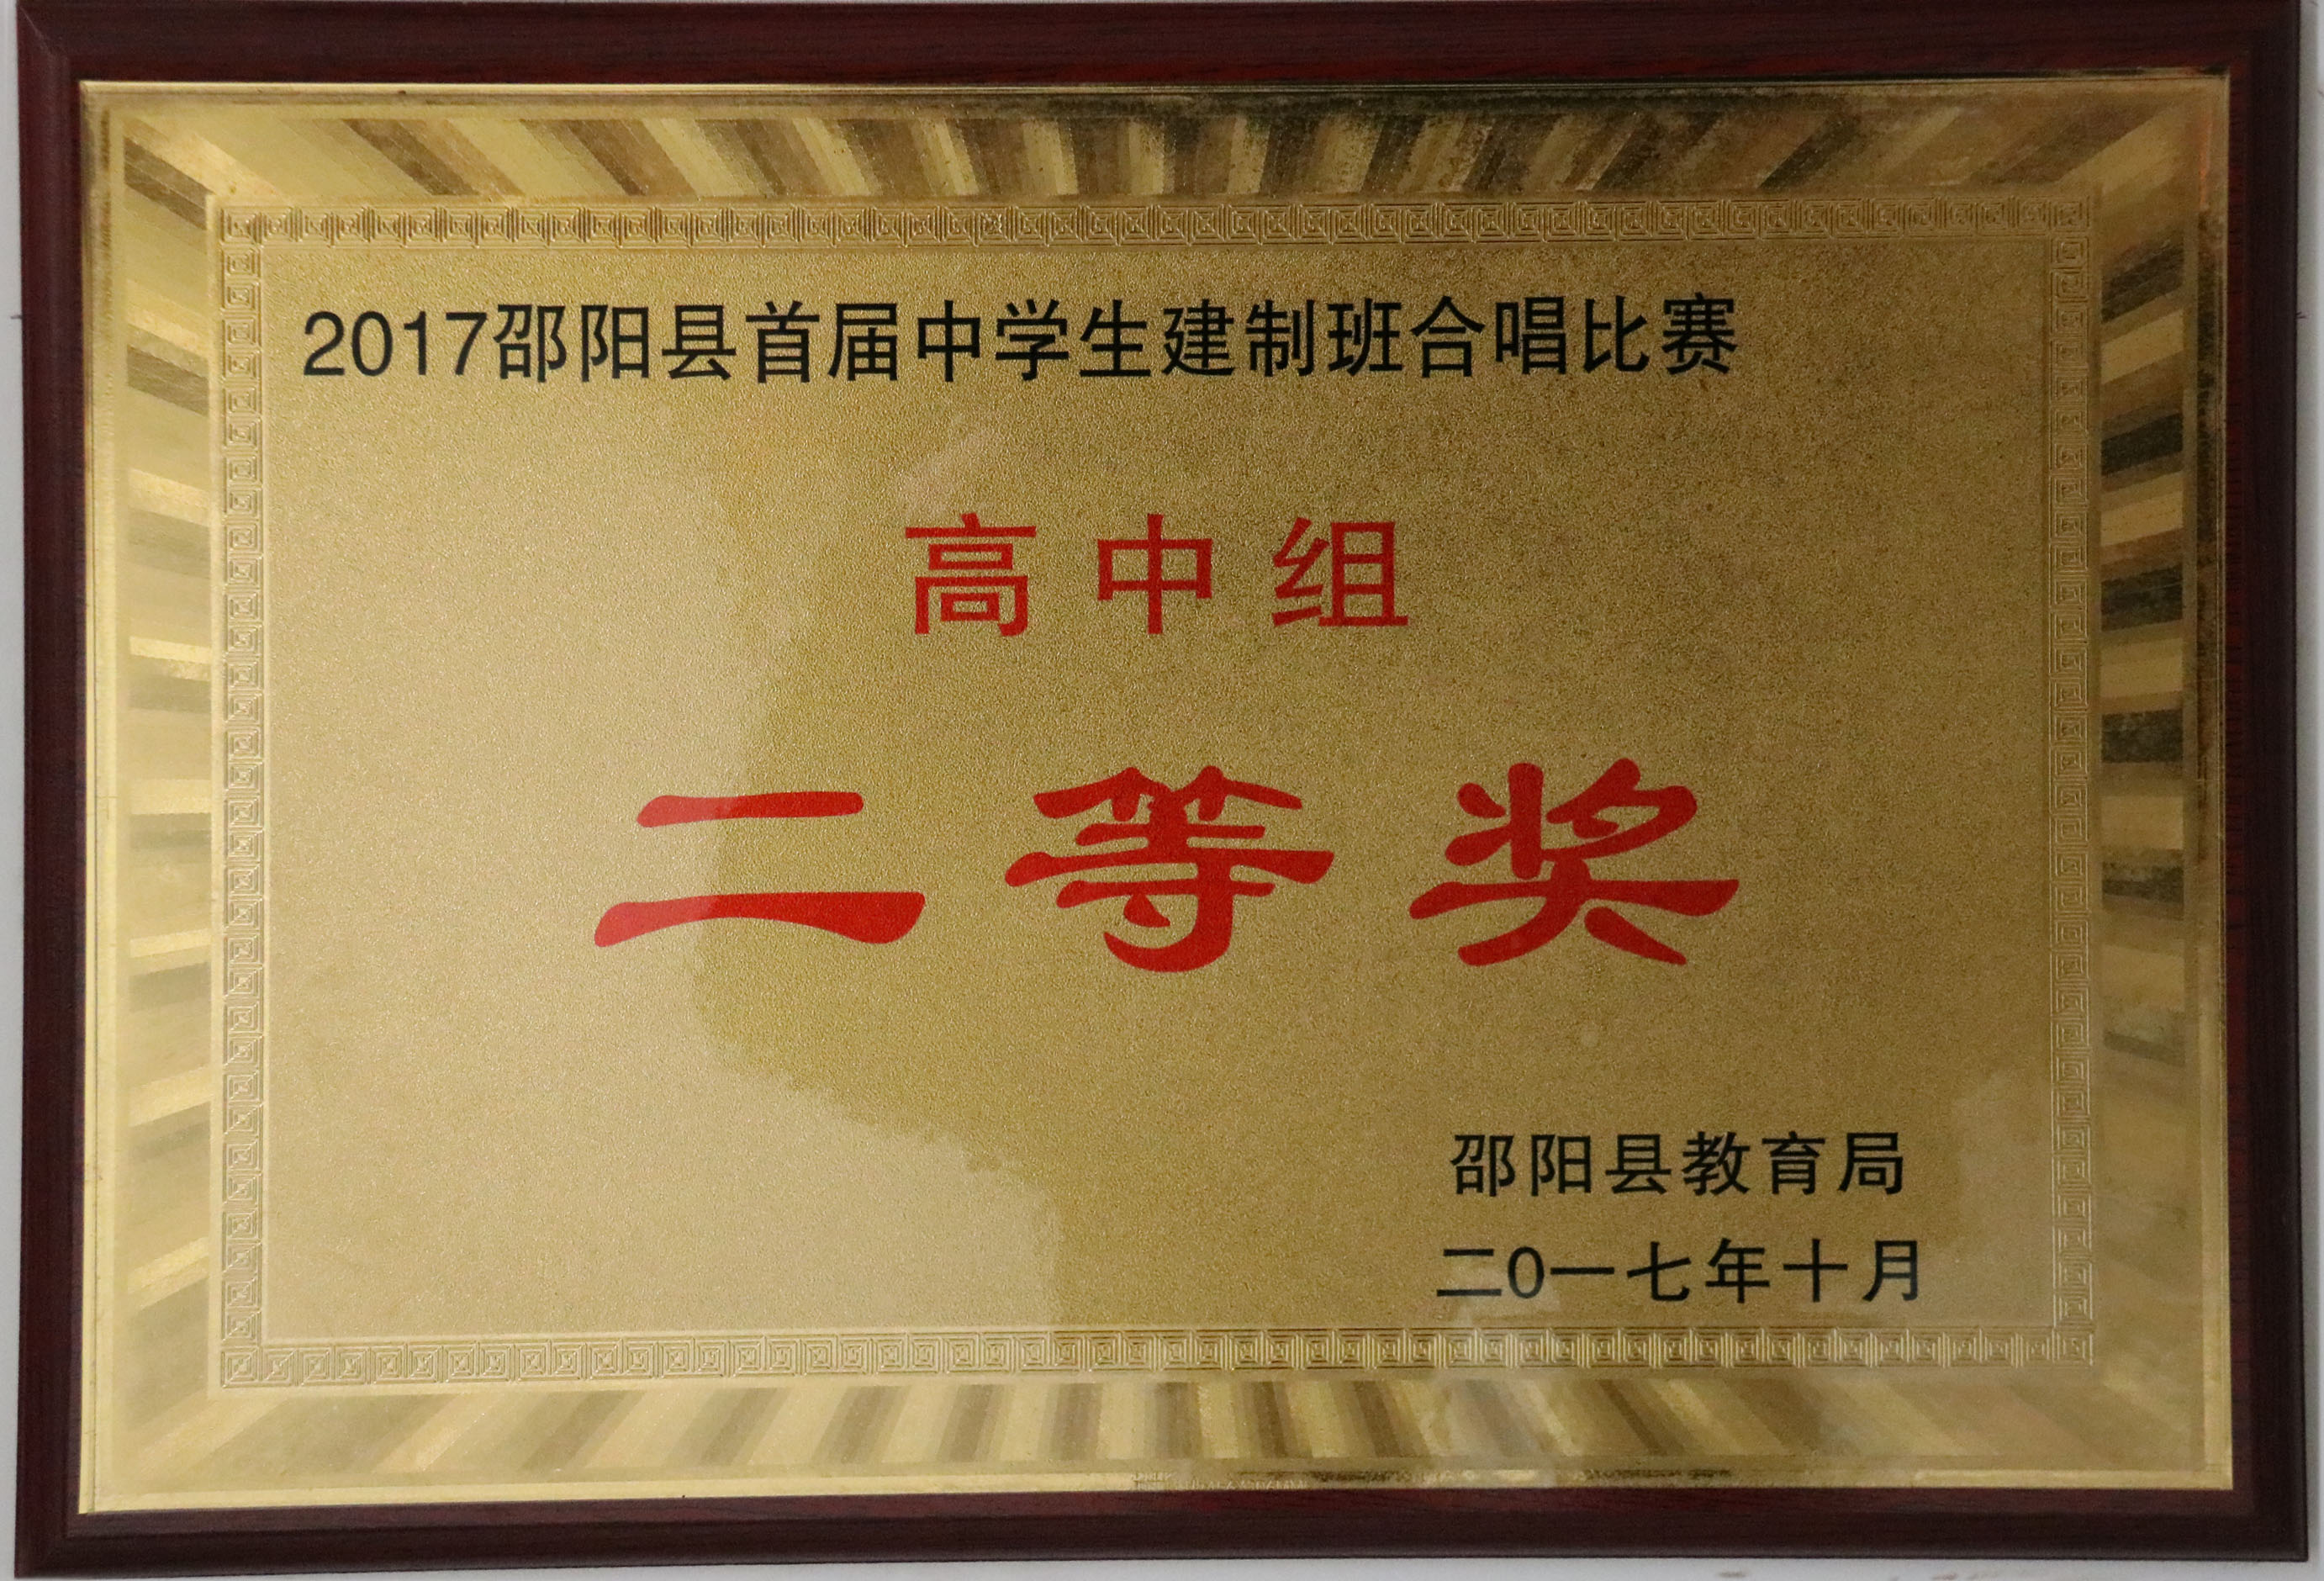 2017邵阳县首届中学生建制班合唱比赛
高中组
二等奖
邵阳县教育局
二0一七年十月